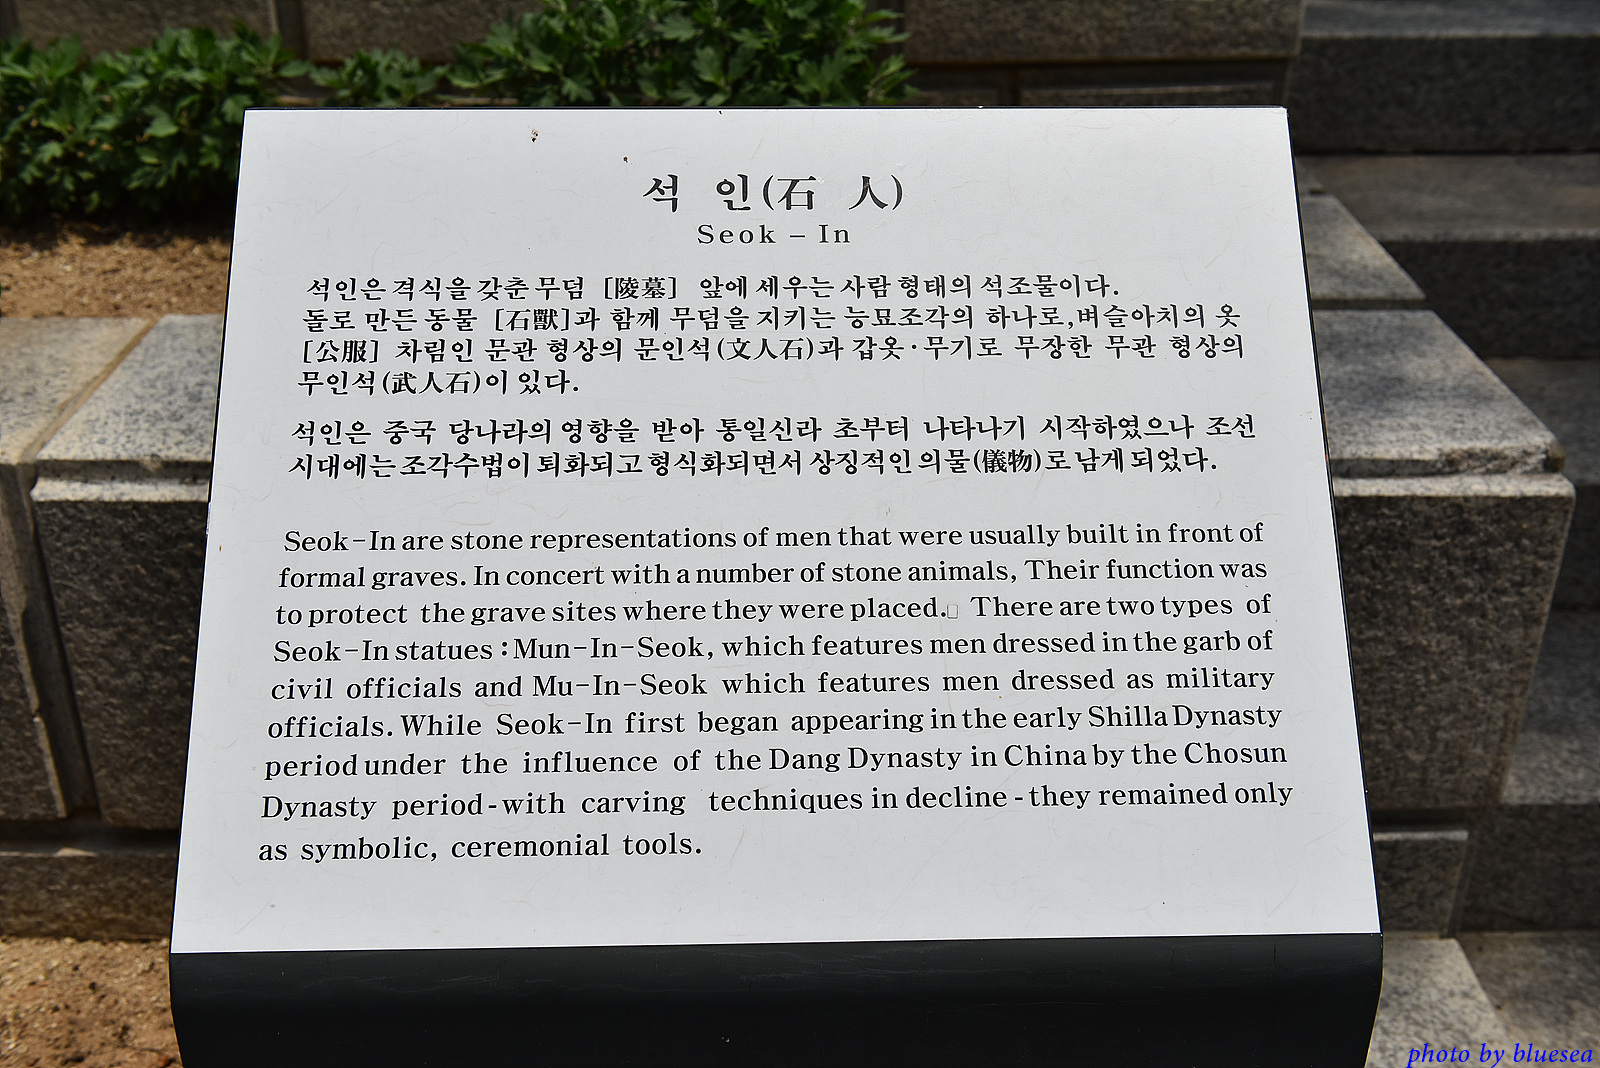 석 인(石 人)
Seok - In
석인은 격식을 갖춘 무덤 [陵墓] 앞에 세우는 사람 형태의 석조물이다.
돌로 만든 동물 [石獸]과 함께 무덤을 지키는 능묘조각의 하나로,벼슬아치의 옷
[公服] 차림인 문관 형상의 문인석(文人石)과 갑옷·무기로 무장한 무관 형상의
무인석(武人石)이 있다.
석인은 중국 당나라의 영향을 받아 통일신라 초부터 나타나기 시작하였으나 조선
시대에는 조각수법이 퇴화되고 형식화되면서 상징적인 의물(儀物)로 남게 되었다.
Seok-In are stone representations of men that were usually built in front of
formal graves. In concert with a number of stone animals, Their function was
to protect the grave sites where they were placed.□ There are two types of
Seok-In statues : Mun-In-Seok, which features men dressed in the garb of
civil officials and Mu-In-Seok which features men dressed as military
officials. While Seok-In first began appearing in the early Shilla Dynasty
period under the influence of the Dang Dynasty in China by the Chosun
Dynasty period-with carving techniques in decline-they remained only
as symbolic, ceremonial tools.
photo by bluesea